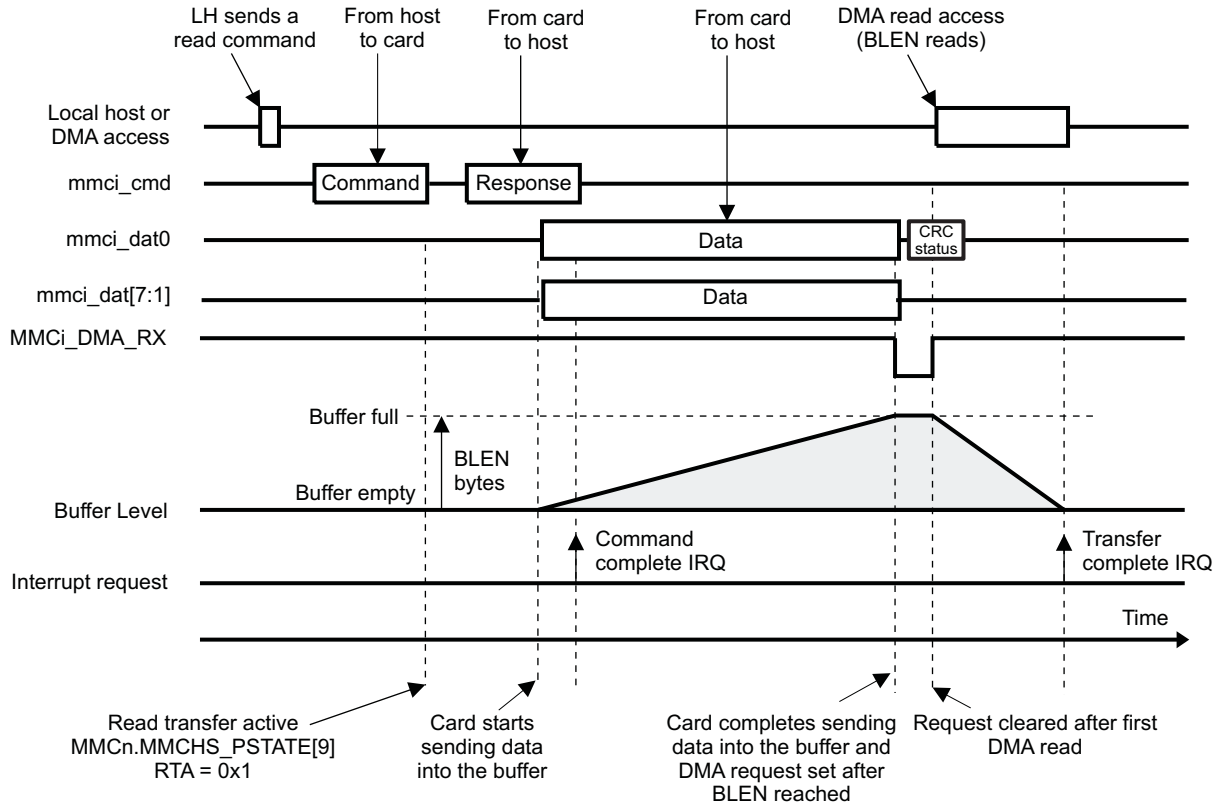 LH sends a
read command
From host
to card
From card
to host
From card
to host
DMA read access
(BLEN reads)
Local host or
DMA access
mmci_cmd
Command
Response
mmci_dat0
Data
CRC
status
mmci_dat[7:1]
Data
MMCi_DMA_RX
Buffer full
BLEN
bytes
Buffer empty
Buffer Level
Command
complete IRQ
Transfer
complete IRQ
Interrupt request
Time
Read transfer active
MMCn.MMCHS_PSTATE[9]
RTA = 0x1
Card starts
sending data
into the buffer
Card completes sending
data into the buffer and
DMA request set after
BLEN reached
Request cleared after first
DMA read